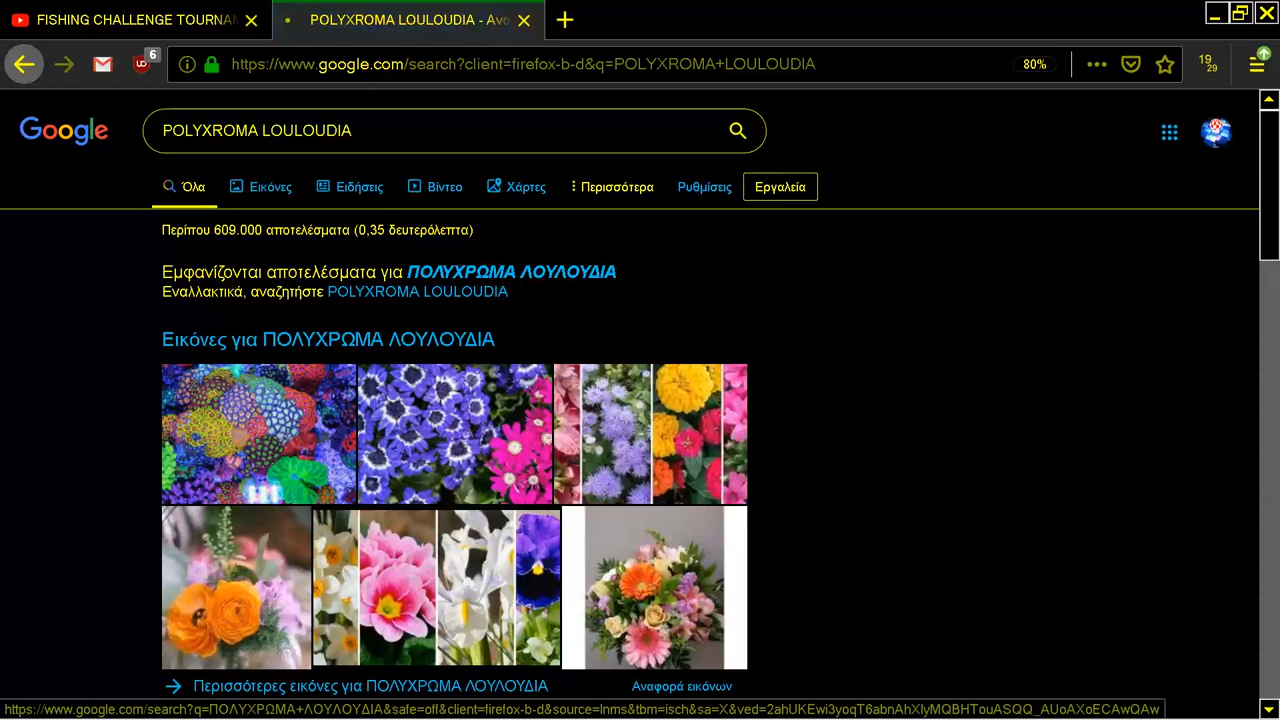 FISHING CHALLENGE TOURNAM
POLYXROMA LOULOUDIA - Ανα
6
https://www.google.com/search?client=firefox-b-d&q=POLYXROMA+LOULOUDIA
80%
19
29
Google
POLYXROMA LOULOUDIA
Όλα
Εικόνες
Ειδήσεις
Βίντεο
Χάρτες
Περισσότερα
Ρυθμίσεις
Εργαλεία
Περίπου 609.000 αποτελέσματα (0,35 δευτερόλεπτα)
Εμφανίζονται αποτελέσματα για ΠΟΛΥΧΡΩΜΑ ΛΟΥΛΟΥΔΙΑ
Εναλλακτικά, αναζητήστε POLYXROMA LOULOUDIA
Εικόνες για ΠΟΛΥΧΡΩΜΑ ΛΟΥΛΟΥΔΙΑ
Περισσότερες εικόνες για ΠΟΛΥΧΡΩΜΑ ΛΟΥΛΟΥΔΙΑ
Αναφορά εικόνων
https://www.google.com/search?q=ΠΟΛΥΧΡΩΜΑ+ΛΟΥΛΟΥΔΙΑ&safe=off&client=firefox-b-d&source=lnms&tbm=isch&sa=X&ved=2ahUKEwi3yoqT6abnAhXIyMQBHTouASQQ_AUoAXoECAwQAw